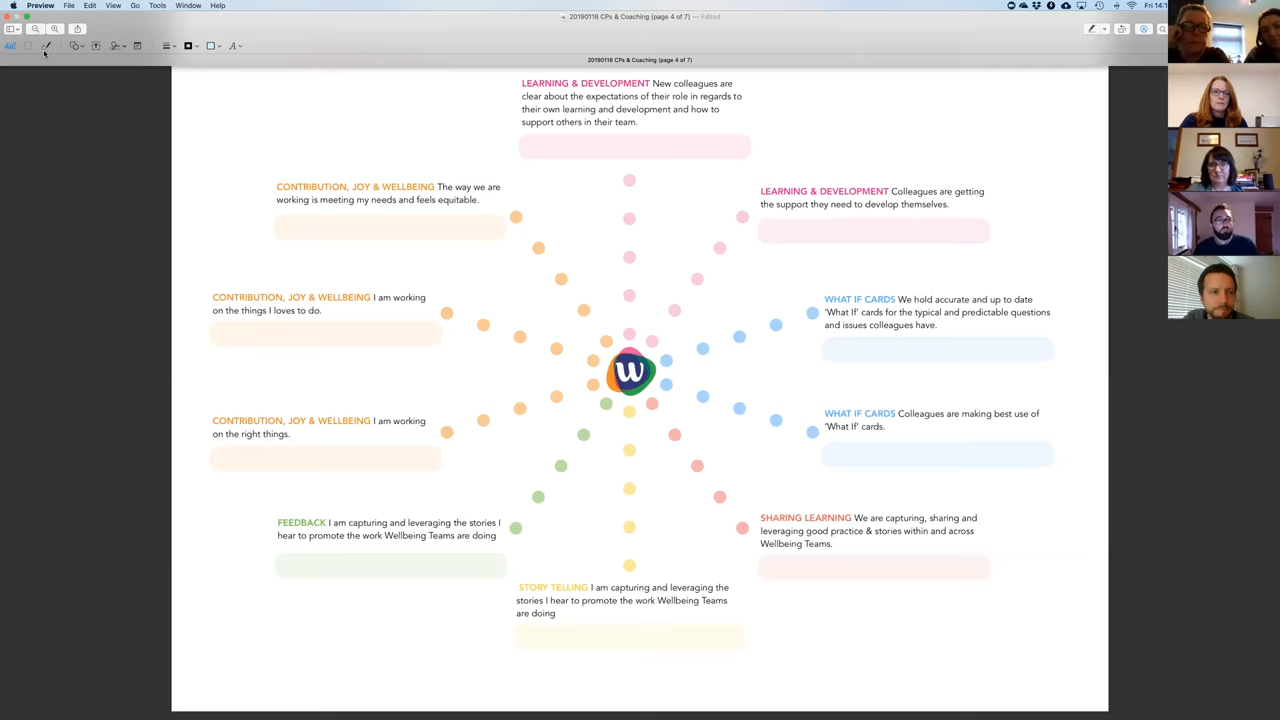 Preview File Edit View Go Tools Window Help
20190118 CPs & Coaching (page 4 of 7) — Edited
20190118 CPs & Coaching (page 4 of 7)
LEARNING & DEVELOPMENT New colleagues are
clear about the expectations of their role in regards to
their own learning and development and how to
support others in their team.
CONTRIBUTION, JOY & WELLBEING The way we are
working is meeting my needs and feels equitable.
LEARNING & DEVELOPMENT Colleagues are getting
the support they need to develop themselves.
CONTRIBUTION, JOY & WELLBEING I am working
on the things I loves to do.
WHAT IF CARDS We hold accurate and up to date
'What If' cards for the typical and predictable questions
and issues colleagues have.
W
CONTRIBUTION, JOY & WELLBEING I am working
on the right things.
WHAT IF CARDS Colleagues are making best use of
'What If' cards.
FEEDBACK I am capturing and leveraging the stories I
hear to promote the work Wellbeing Teams are doing
SHARING LEARNING We are capturing, sharing and
leveraging good practice & stories within and across
Wellbeing Teams.
STORY TELLING I am capturing and leveraging the
stories I hear to promote the work Wellbeing Teams
are doing